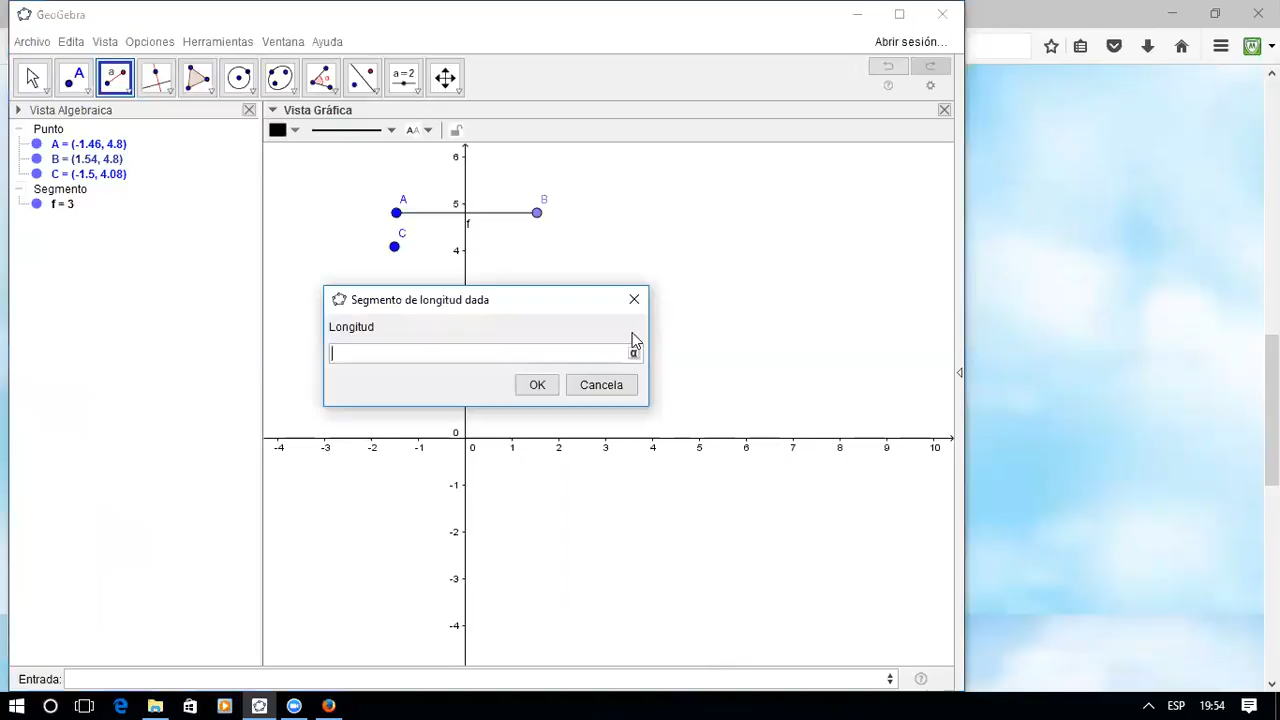 GeoGebra
Archivo Edita Vista Opciones Herramientas Ventana Ayuda
Abrir sesión...
A
a
a=2
Vista Algebraica
Punto
A = (-1.46, 4.8)
B = (1.54, 4.8)
C = (-1.5, 4.08)
Segmento
f = 3
Vista Gráfica
AA
6
5
4
0
-1
-2
-3
-4
A
B
f
C
Segmento de longitud dada
Longitud
α
OK
Cancela
-4 -3 -2 -1 0 1 2 3 4 5 6 7 8 9 10
Entrada:
ESP
19:54